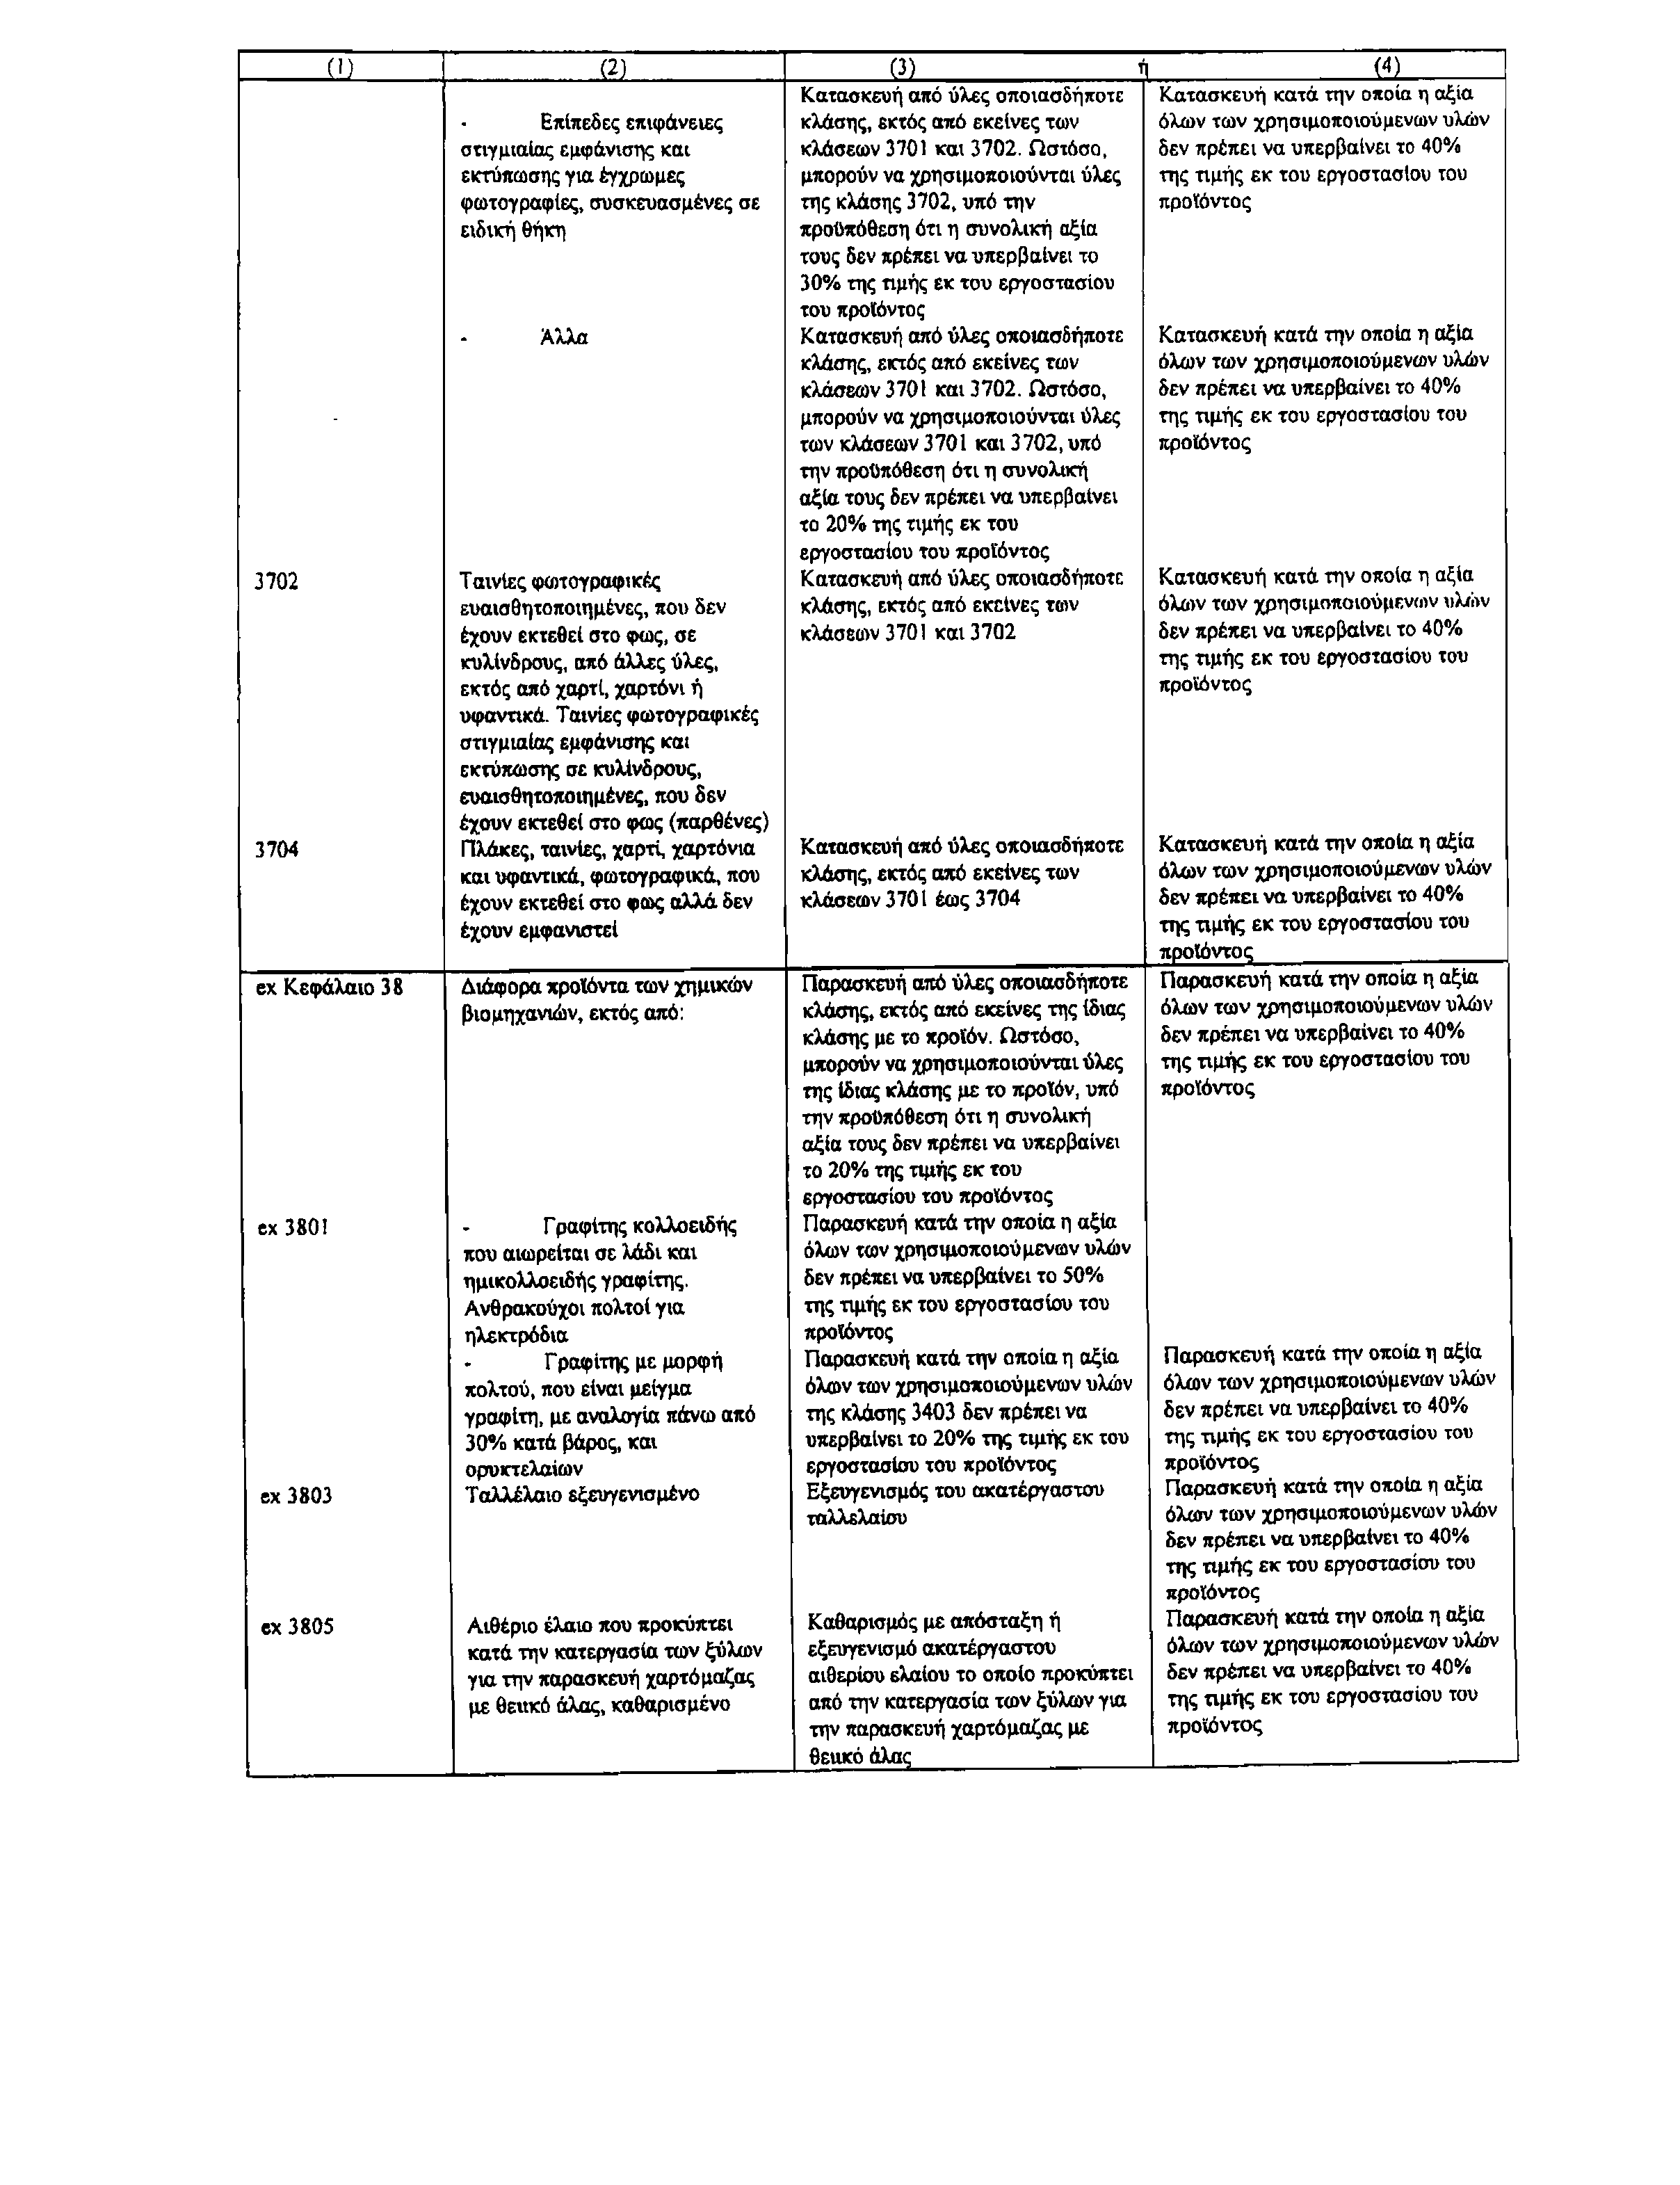 (1) (2) (3) ή (4)
- Επίπεδες επιφάνειες
στιγμιαίας εμφάνισης και
εκτύπωσης για έγχρωμες
φωτογραφίες, συσκευασμένες σε
ειδική θήκη
Κατασκευή από ύλες οποιασδήποτε
κλάσης, εκτός από εκείνες των
κλάσεων 3701 και 3702. Ωστόσο,
μπορούν να χρησιμοποιούνται ύλες
της κλάσης 3702, υπό την
προϋπόθεση ότι η συνολική αξία
τους δεν πρέπει να υπερβαίνει το
30% της τιμής εκ του εργοστασίου
του προϊόντος
Κατασκευή κατά την οποία η αξία
όλων των χρησιμοποιούμενων υλών
δεν πρέπει να υπερβαίνει το 40%
της τιμής εκ του εργοστασίου του
προϊόντος
- Άλλα
Κατασκευή από ύλες οποιασδήποτε
κλάσης, εκτός από εκείνες των
κλάσεων 3701 και 3702. Ωστόσο,
μπορούν να χρησιμοποιούνται ύλες
των κλάσεων 3701 και 3702, υπό
την προϋπόθεση ότι η συνολική
αξία τους δεν πρέπει να υπερβαίνει
το 20% της τιμής εκ του
εργοστασίου του προϊόντος
Κατασκευή κατά την οποία η αξία
όλων των χρησιμοποιούμενων υλών
δεν πρέπει να υπερβαίνει το 40%
της τιμής εκ του εργοστασίου του
προϊόντος
3702
Ταινίες φωτογραφικές
ευαισθητοποιημένες, που δεν
έχουν εκτεθεί στο φως, σε
κυλίνδρους, από άλλες ύλες,
εκτός από χαρτί, χαρτόνι ή
υφαντικά. Ταινίες φωτογραφικές
στιγμιαίας εμφάνισης και
εκτύπωσης σε κυλίνδρους,
ευαισθητοποιημένες, που δεν
έχουν εκτεθεί στο φως (παρθένες)
Κατασκευή από ύλες οποιασδήποτε
κλάσης, εκτός από εκείνες των
κλάσεων 3701 και 3702
Κατασκευή κατά την οποία η αξία
όλων των χρησιμοποιούμενων υλών
δεν πρέπει να υπερβαίνει το 40%
της τιμής εκ του εργοστασίου του
προϊόντος
3704
Πλάκες, ταινίες, χαρτί, χαρτόνια
και υφαντικά, φωτογραφικά, που
έχουν εκτεθεί στο φως αλλά δεν
έχουν εμφανιστεί
Κατασκευή από ύλες οποιασδήποτε
κλάσης, εκτός από εκείνες των
κλάσεων 3701 έως 3704
Κατασκευή κατά την οποία η αξία
όλων των χρησιμοποιούμενων υλών
δεν πρέπει να υπερβαίνει το 40%
της τιμής εκ του εργοστασίου του
προϊόντος
ex Κεφάλαιο 38
Διάφορα προϊόντα των χημικών
βιομηχανιών, εκτός από:
Παρασκευή από ύλες οποιασδήποτε
κλάσης, εκτός από εκείνες της ίδιας
κλάσης με το προϊόν. Ωστόσο,
μπορούν να χρησιμοποιούνται ύλες
της ίδιας κλάσης με το προϊόν, υπό
την προϋπόθεση ότι η συνολική
αξία τους δεν πρέπει να υπερβαίνει
το 20% της τιμής εκ του
εργοστασίου του προϊόντος
Παρασκευή κατά την οποία η αξία
όλων των χρησιμοποιούμενων υλών
δεν πρέπει να υπερβαίνει το 40%
της τιμής εκ του εργοστασίου του
προϊόντος
ex 3801
- Γραφίτης κολλοειδής
που αιωρείται σε λάδι και
ημικολλοειδής γραφίτης.
Ανθρακούχοι πολτοί για
ηλεκτρόδια
Παρασκευή κατά την οποία η αξία
όλων των χρησιμοποιούμενων υλών
δεν πρέπει να υπερβαίνει το 50%
της τιμής εκ του εργοστασίου του
προϊόντος
- Γραφίτης με μορφή
πολτού, που είναι μείγμα
γραφίτη, με αναλογία πάνω από
30% κατά βάρος, και
ορυκτελαίων
Παρασκευή κατά την οποία η αξία
όλων των χρησιμοποιούμενων υλών
της κλάσης 3403 δεν πρέπει να
υπερβαίνει το 20% της τιμής εκ του
εργοστασίου του προϊόντος
Παρασκευή κατά την οποία η αξία
όλων των χρησιμοποιούμενων υλών
δεν πρέπει να υπερβαίνει το 40%
της τιμής εκ του εργοστασίου του
προϊόντος
ex 3803
Ταλλέλαιο εξευγενισμένο
Εξευγενισμός του ακατέργαστου
ταλλελαίου
Παρασκευή κατά την οποία η αξία
όλων των χρησιμοποιούμενων υλών
δεν πρέπει να υπερβαίνει το 40%
της τιμής εκ του εργοστασίου του
προϊόντος
ex 3805
Αιθέριο έλαιο που προκύπτει
κατά την κατεργασία των ξύλων
για την παρασκευή χαρτόμαζας
με θειικό άλας, καθαρισμένο
Καθαρισμός με απόσταξη ή
εξευγενισμό ακατέργαστου
αιθερίου ελαίου το οποίο προκύπτει
από την κατεργασία των ξύλων για
την παρασκευή χαρτόμαζας με
θειικό άλας
Παρασκευή κατά την οποία η αξία
όλων των χρησιμοποιούμενων υλών
δεν πρέπει να υπερβαίνει το 40%
της τιμής εκ του εργοστασίου του
προϊόντος